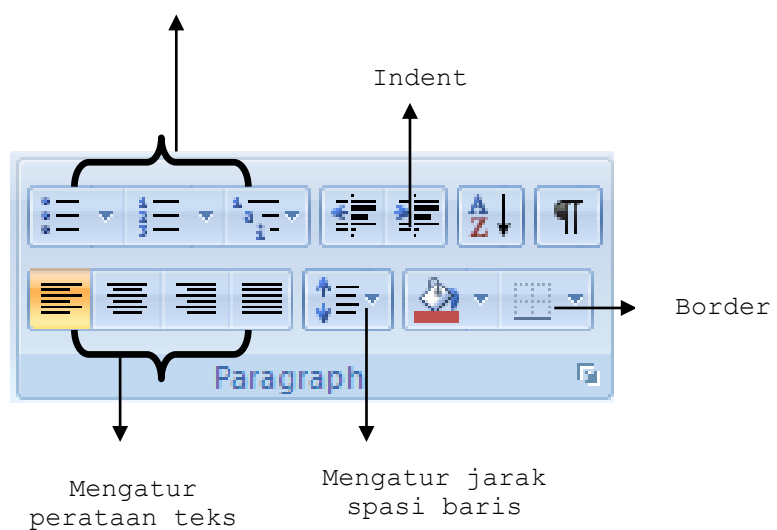 Indent
Border
Paragraph
Mengatur
perataan teks
Mengatur jarak
spasi baris